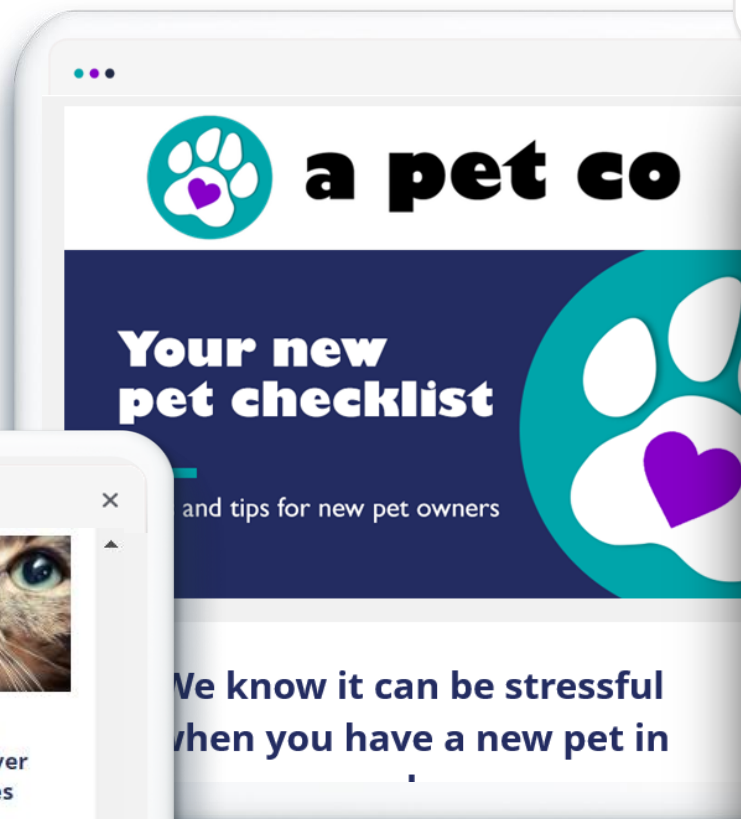 a pet co
Your new
pet checklist
and tips for new pet owners
We know it can be stressful
when you have a new pet in